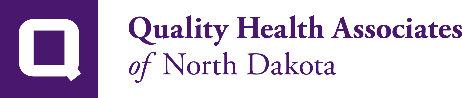 Q
Quality Health Associates
of North Dakota